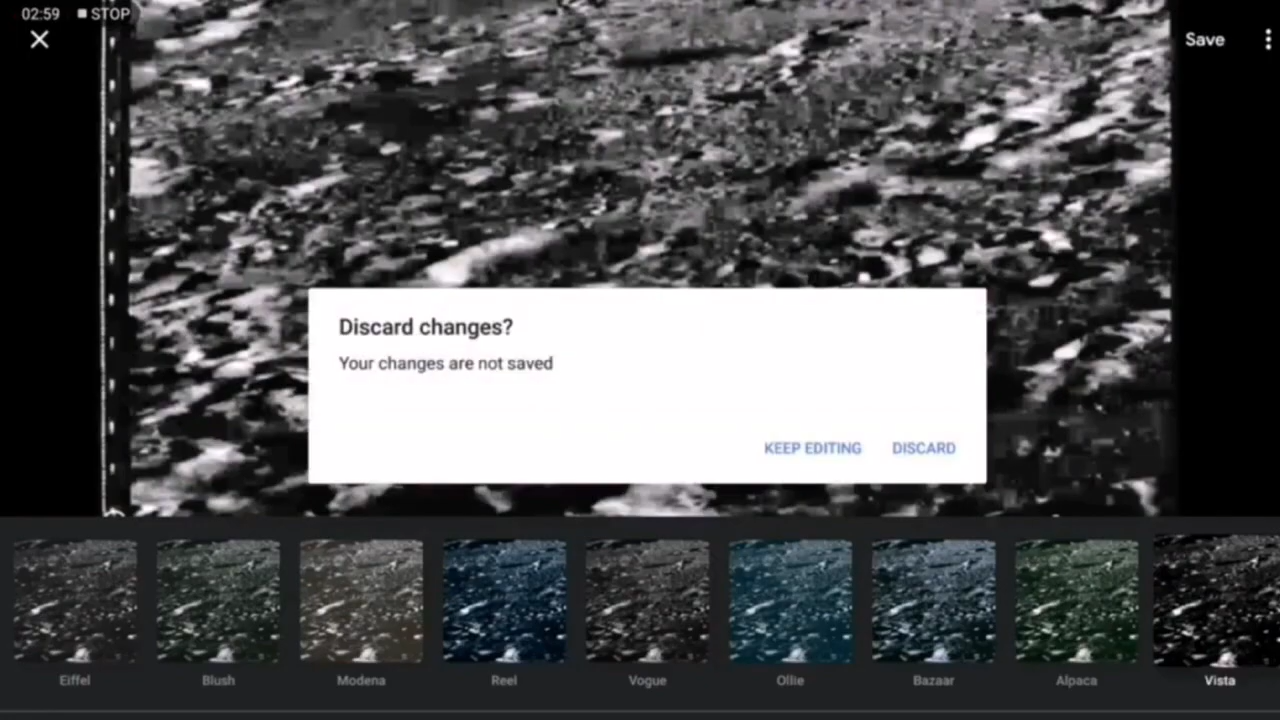 02:59 STOP
Save
Discard changes?
Your changes are not saved
KEEP EDITING DISCARD
Eiffel Blush Modena Reel Vogue Ollie Bazaar Alpaca Vista